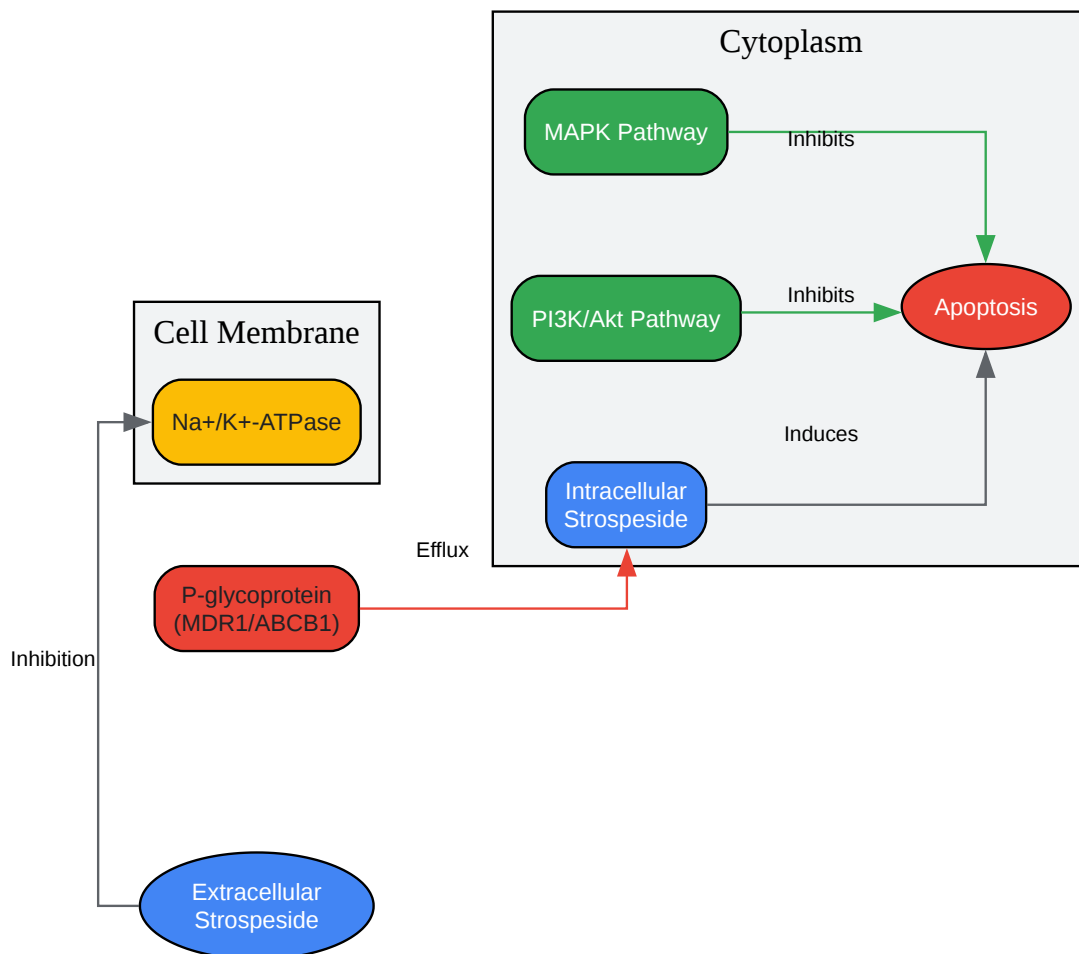 Cytoplasm
MAPK Pathway
Inhibits
PI3K/Akt Pathway
Inhibits
Apoptosis
Cell Membrane
Na+/K+-ATPase
Induces
Intracellular
Strospeside
Efflux
P-glycoprotein
(MDR1/ABCB1)
Inhibition
Extracellular
Strospeside